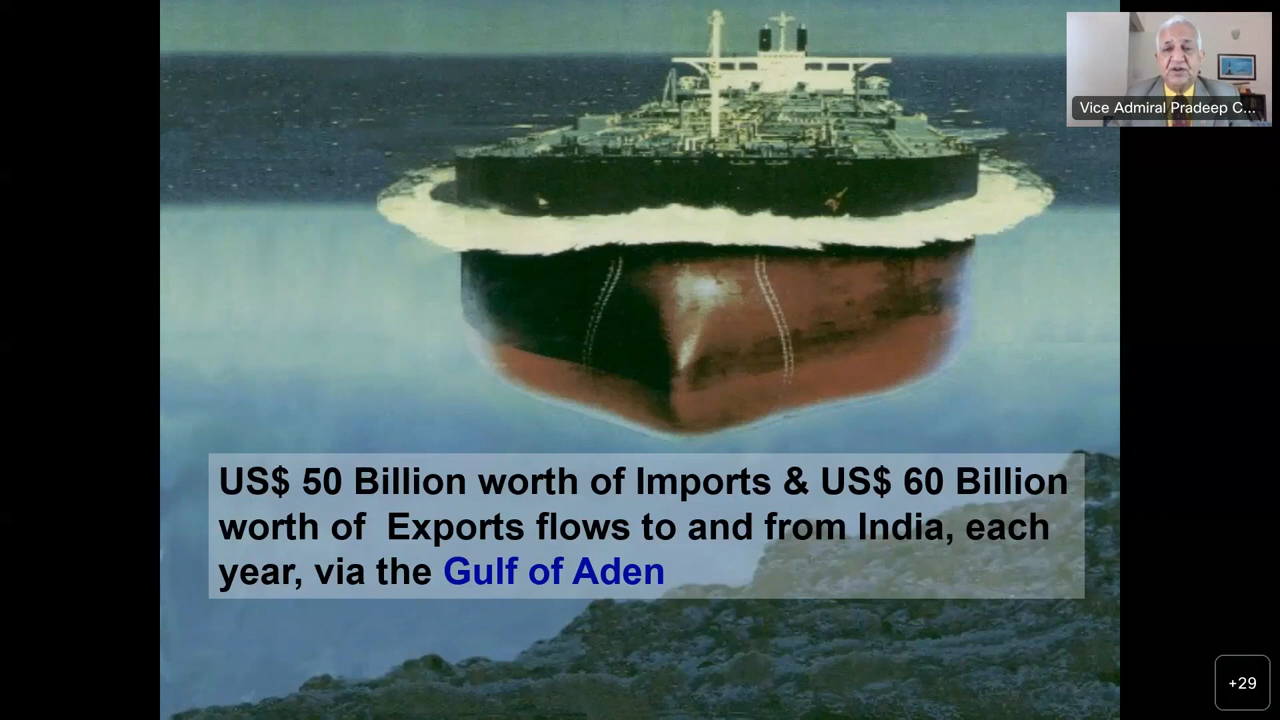 Vice Admiral Pradeep C...
US$ 50 Billion worth of Imports & US$ 60 Billion
worth of Exports flows to and from India, each
year, via the Gulf of Aden
+29